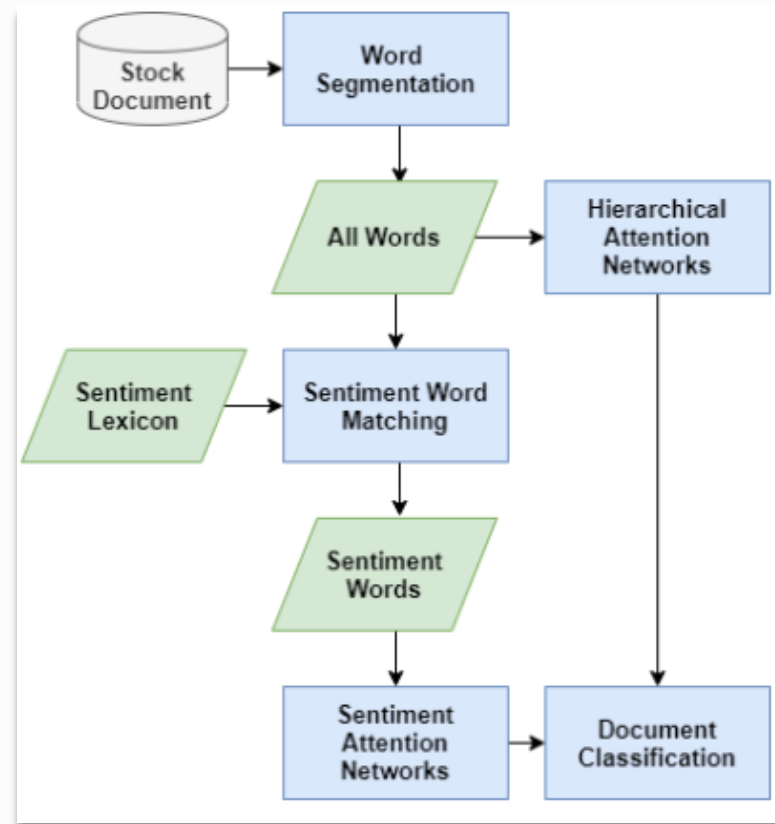 Stock
Document
Word
Segmentation
All Words
Hierarchical
Attention
Networks
Sentiment
Lexicon
Sentiment Word
Matching
Sentiment
Words
Sentiment
Attention
Networks
Document
Classification